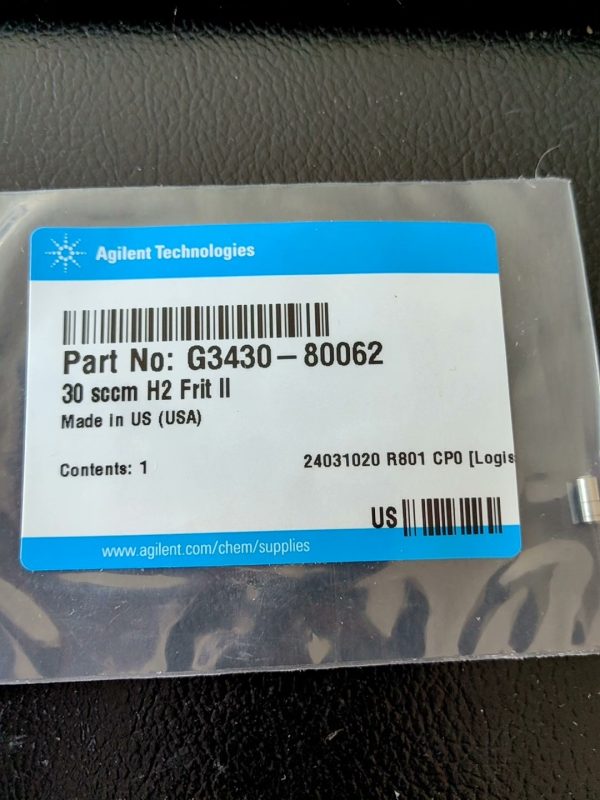 Agilent Technologies
Part No: G3430-80062
30 sccm H2 Frit II
Made in US (USA)
Contents: 1
24031020 R801 CP0 [Logis
US
www.agilent.com/chem/supplies